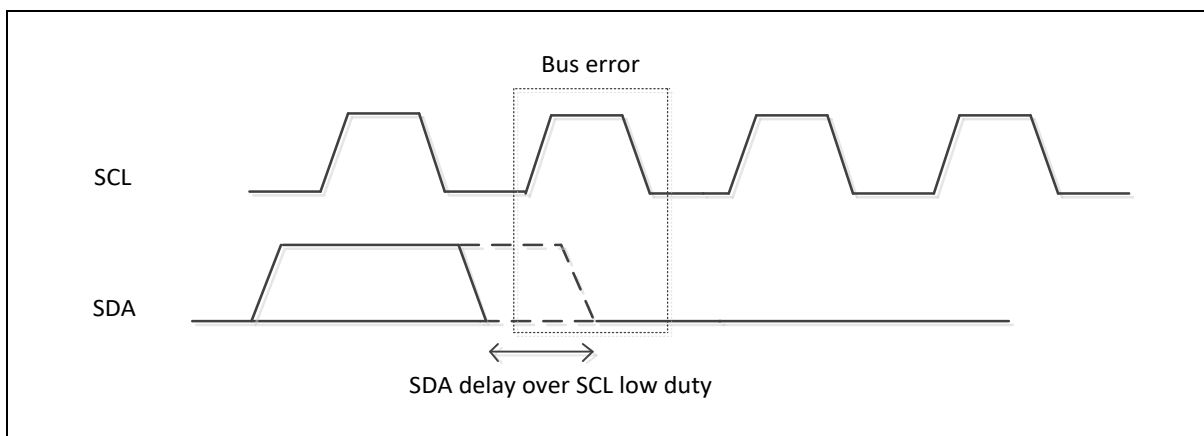 Bus error
SCL
SDA
SDA delay over SCL low duty